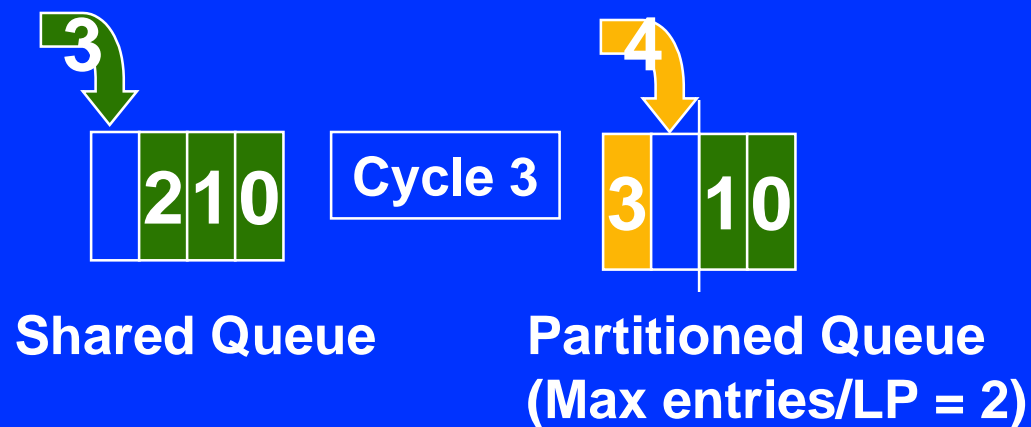 3
4
210
Cycle 3
3 10
Shared Queue
Partitioned Queue
(Max entries/LP = 2)